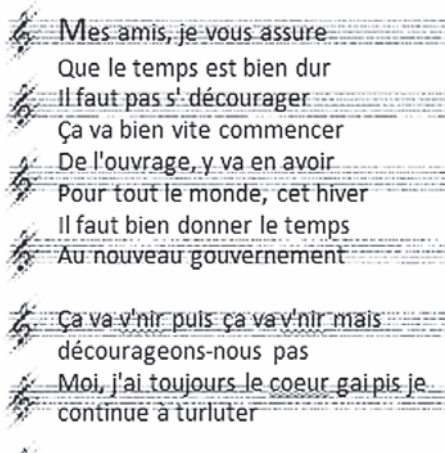 Mes amis, je vous assure
Que le temps est bien dur
Il faut pas s' décourager
Ça va bien vite commencer
De l'ouvrage, y va en avoir
Pour tout le monde, cet hiver
Il faut bien donner le temps
Au nouveau gouvernement
Ça va v'nir puis ça va v'nir mais
décourageons-nous pas
Moi, j'ai toujours le coeur gai pis je
continue à turluter